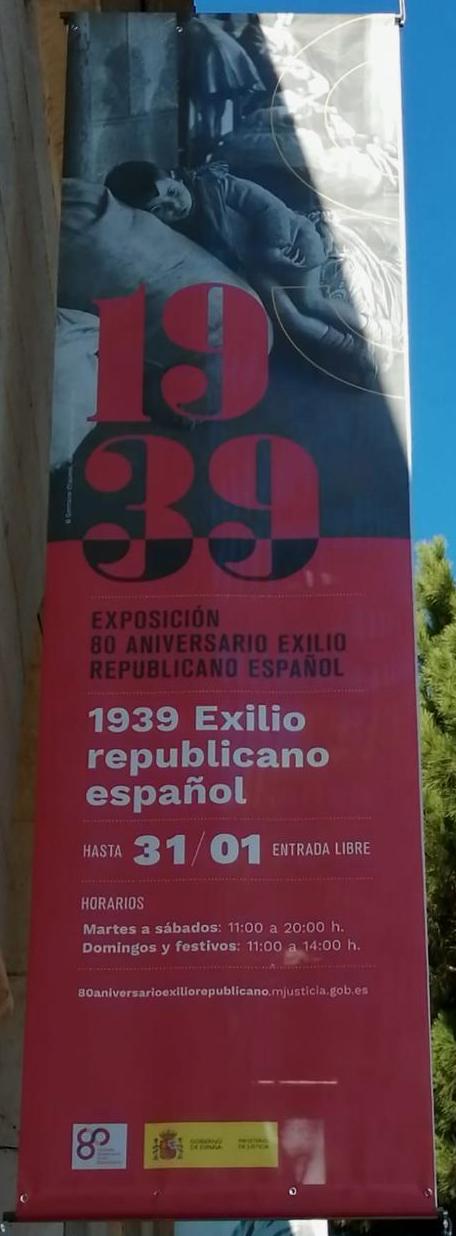 19
39
EXPOSICIÓN
80 ANIVERSARIO EXILIO
REPUBLICANO ESPAÑOL
1939 Exilio
republicano
español
HASTA 31/01 ENTRADA LIBRE
HORARIOS
Martes a sábados: 11:00 a 20:00 h.
Domingos y festivos: 11:00 a 14:00 h.
80aniversarioexiliorepublicano.mjusticia.gob.es
GOBIERNO DE ESPAÑA
MINISTERIO DE JUSTICIA